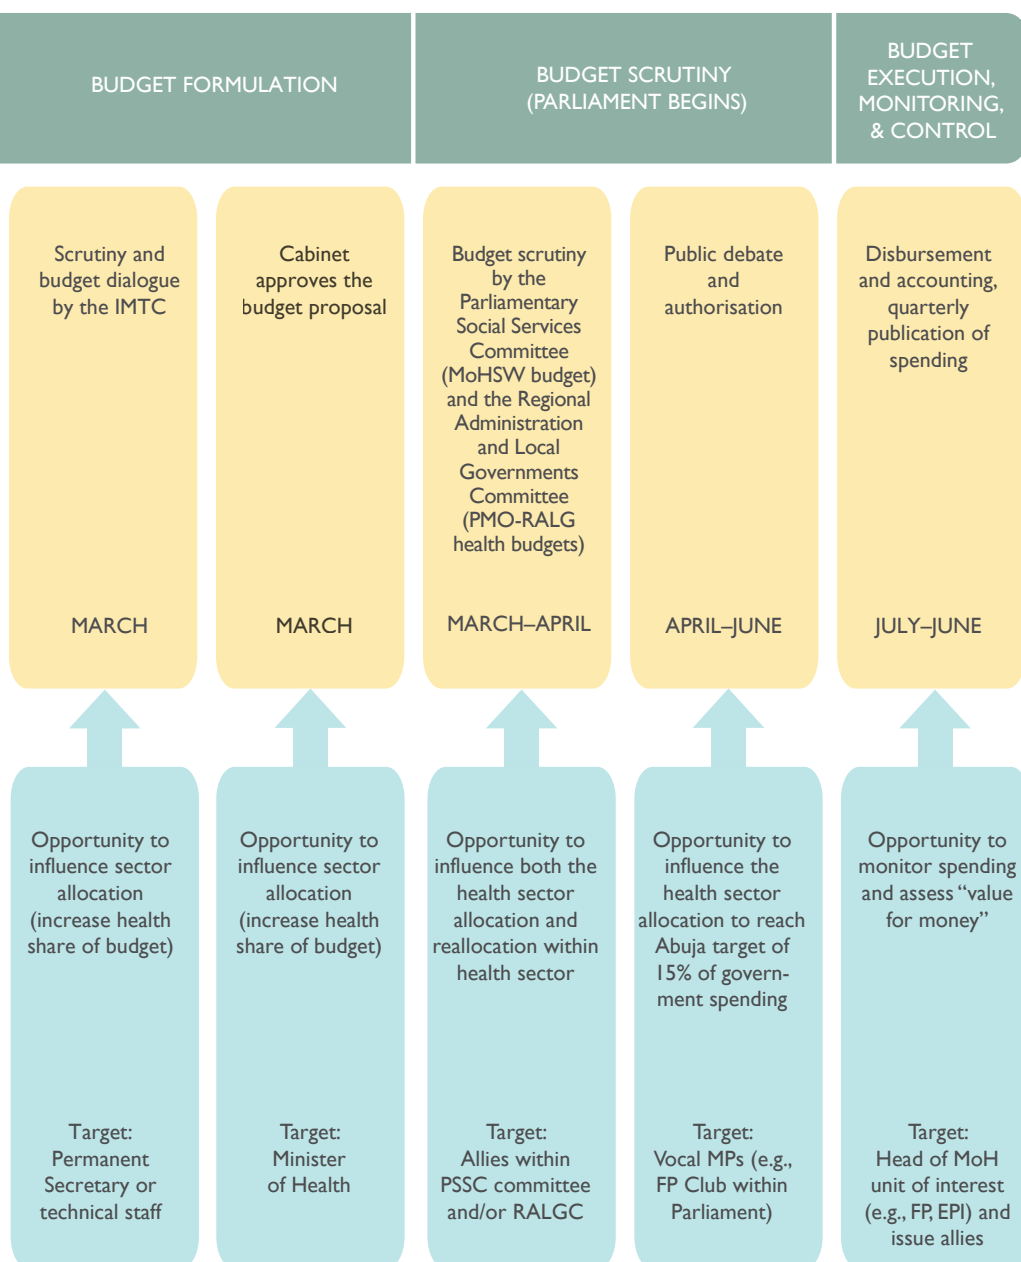 BUDGET FORMULATION
BUDGET SCRUTINY
(PARLIAMENT BEGINS)
BUDGET
EXECUTION,
MONITORING,
& CONTROL
Scrutiny and
budget dialogue
by the IMTC
MARCH
Cabinet
approves the
budget proposal
MARCH
Budget scrutiny
by the
Parliamentary
Social Services
Committee
(MoHSW budget)
and the Regional
Administration
and Local
Governments
Committee
(PMO-RALG
health budgets)
MARCH–APRIL
Public debate
and
authorisation
APRIL–JUNE
Disbursement
and accounting,
quarterly
publication of
spending
JULY–JUNE
Opportunity to
influence sector
allocation
(increase health
share of budget)
Target:
Permanent
Secretary or
technical staff
Opportunity to
influence sector
allocation
(increase health
share of budget)
Target:
Minister
of Health
Opportunity to
influence both the
health sector
allocation and
reallocation within
health sector
Target:
Allies within
PSSC committee
and/or RALGC
Opportunity to
influence the
health sector
allocation to reach
Abuja target of
15% of govern-
ment spending
Target:
Vocal MPs (e.g.,
FP Club within
Parliament)
Opportunity to
monitor spending
and assess “value
for money”
Target:
Head of MoH
unit of interest
(e.g., FP, EPI) and
issue allies